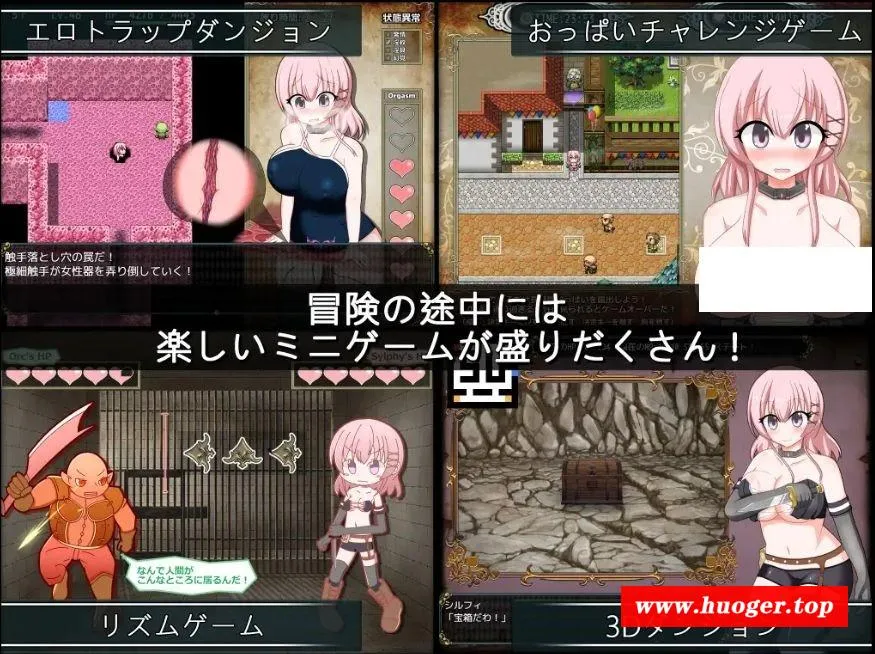 エロトラップダンジョン
状態異常
おっぱいチャレンジゲーム
Orgasm
触手落とし穴の罠だ！
極細触手が女性器を弄り倒していく！
冒険の途中には
楽しいミニゲームが盛りだくさん！
Orc's HP
Sylphy's
なんで人間が
こんなところに居るんだ！
シルフィ
「宝箱だわ！」
www.huoger.top
リズムゲーム
3Dダンジョン